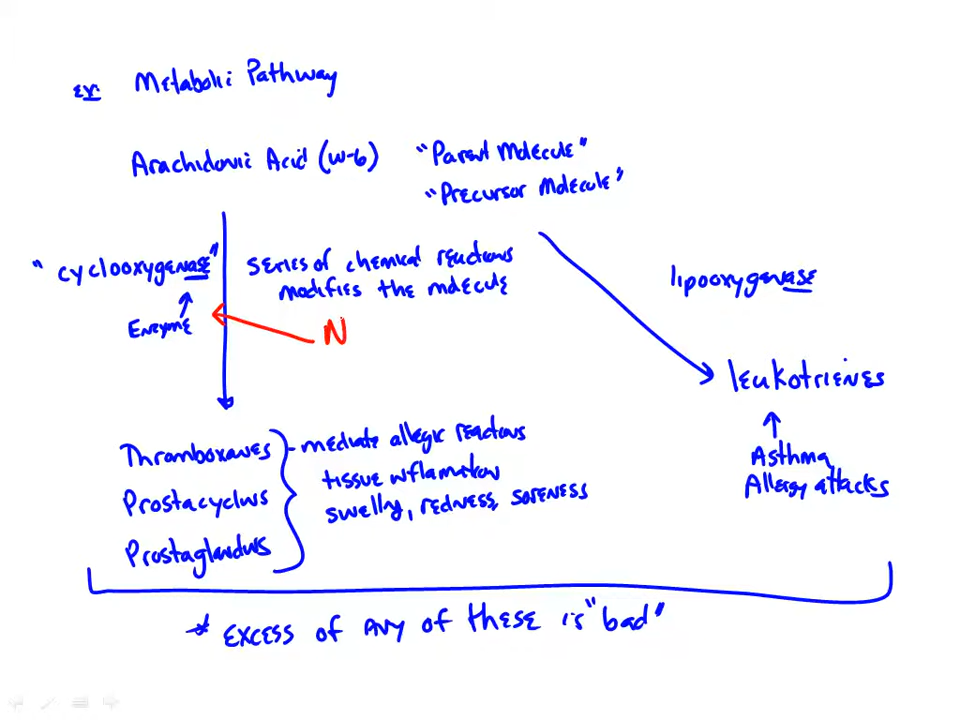 ex: Metabolic Pathway
Arachidonic Acid (w-6) "Parent Molecule"
"Precursor Molecule"
"cyclooxygenase" series of chemical reactions
modifies the molecule
lipooxygenase
Enzyme
N
leukotrienes
Asthma
Allergy attacks
Thromboxanes - mediate allergic reactions
tissue inflamation
Prostacyclins
swelling, redness, soreness
Prostaglandins
* Excess of any of these is "bad"